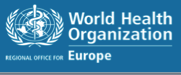 World Health
Organization
REGIONAL OFFICE FOR Europe